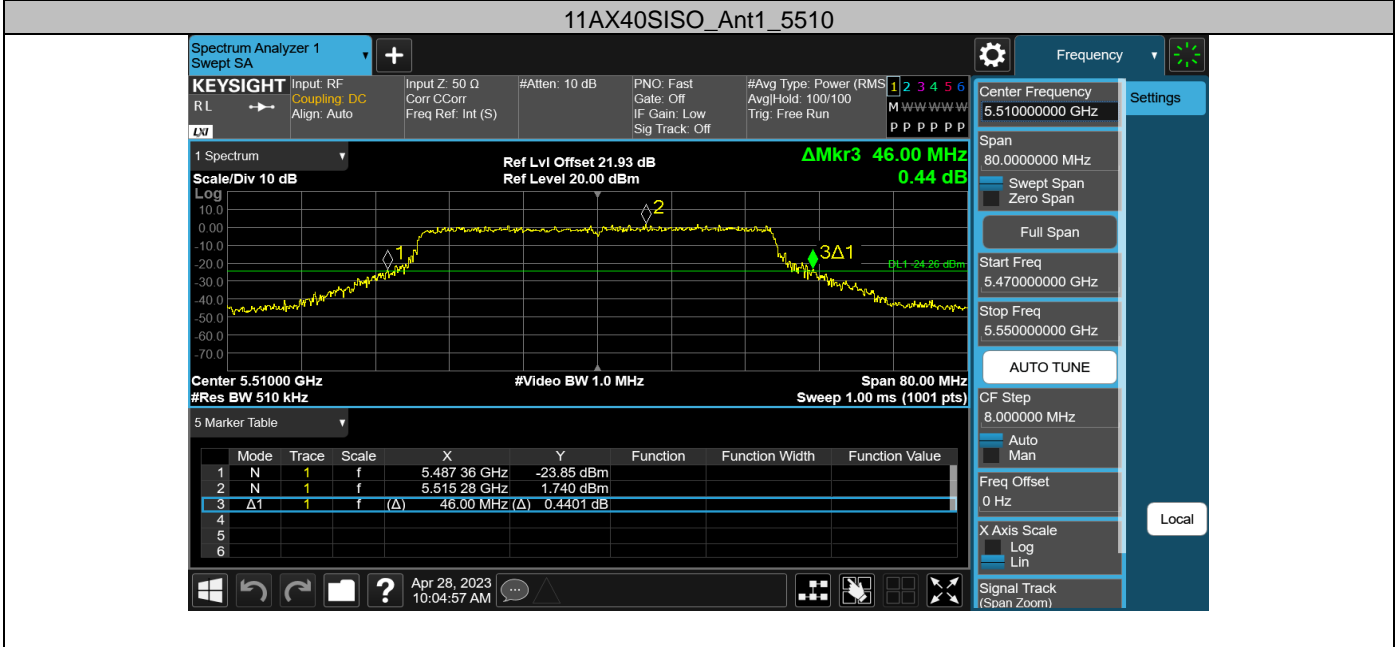 11AX40SISO_Ant1_5510
Spectrum Analyzer 1
Swept SA
+
Frequency
KEYSIGHT
R L
LXI
Input: RF
Coupling: DC
Align: Auto
Input Z: 50 Ω
Corr CCorr
Freq Ref: Int (S)
#Atten: 10 dB
PNO: Fast
Gate: Off
IF Gain: Low
Sig Track: Off
#Avg Type: Power (RMS
Avg|Hold: 100/100
Trig: Free Run
1 2 3 4 5 6
M W W W W W
P P P P P P
Center Frequency
5.510000000 GHz
Settings
Span
80.0000000 MHz
Swept Span
Zero Span
Full Span
Start Freq
5.470000000 GHz
Stop Freq
5.550000000 GHz
AUTO TUNE
CF Step
8.000000 MHz
Auto
Man
Freq Offset
0 Hz
X Axis Scale
Log
Lin
Local
Signal Track
(Span Zoom)
1 Spectrum
Scale/Div 10 dB
Ref Lvl Offset 21.93 dB
Ref Level 20.00 dBm
ΔMkr3 46.00 MHz
0.44 dB
Log
10.0
0.00
-10.0
-20.0
-30.0
-40.0
-50.0
-60.0
-70.0
1
2
3Δ1
DL1 -24.26 dBm
Center 5.51000 GHz
#Video BW 1.0 MHz
Span 80.00 MHz
#Res BW 510 kHz
Sweep 1.00 ms (1001 pts)
5 Marker Table
Mode Trace Scale X Y Function Function Width Function Value
1 N 1 f 5.487 36 GHz -23.85 dBm
2 N 1 f 5.515 28 GHz 1.740 dBm
3 Δ1 1 f (Δ) 46.00 MHz (Δ) 0.4401 dB
4
5
6
?
Apr 28, 2023
10:04:57 AM